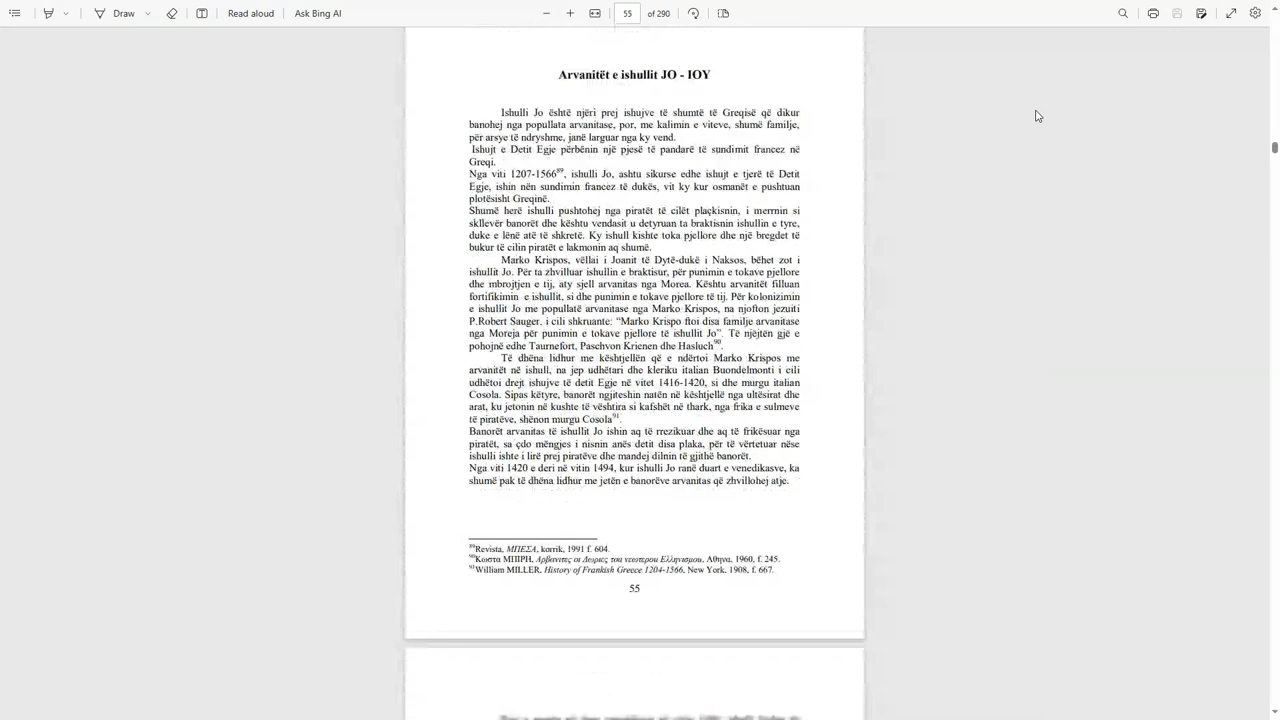 Draw
Read aloud
Ask Bing AI
55
of 290
Arvanitët e ishullit JO - IOY
Ishulli Jo është njëri prej ishujve të shumtë të Greqisë që dikur
banohej nga popullata arvanitase, por, me kalimin e viteve, shumë familje,
për arsye të ndryshme, janë larguar nga ky vend.
Ishujt e Detit Egje përbënin një pjesë të pandarë të sundimit francez në
Greqi.
Nga viti 1207-1566⁸⁹, ishulli Jo, ashtu sikurse edhe ishujt e tjerë të Detit
Egje, ishin nën sundimin francez të dukës, vit ky kur osmanët e pushtuan
plotësisht Greqinë.
Shumë herë ishulli pushtohej nga piratët të cilët plaçkisnin, i merrnin si
skllevër banorët dhe kështu vendasit u detyruan ta braktisnin ishullin e tyre,
duke e lënë atë të shkretë. Ky ishull kishte toka pjellore dhe një bregdet të
bukur të cilin piratët e lakmonin aq shumë.
Marko Krispos, vëllai i Joanit të Dytë-dukë i Naksos, bëhet zot i
ishullit Jo. Për ta zhvilluar ishullin e braktisur, për punimin e tokave pjellore
dhe mbrojtjen e tij, aty sjell arvanitas nga Morea. Kështu arvanitët filluan
fortifikimin e ishullit, si dhe punimin e tokave pjellore të tij. Për kolonizimin
e ishullit Jo me popullatë arvanitase nga Marko Krispos, na njofton jezuiti
P.Robert Sauger, i cili shkruante: “Marko Krispo ftoi disa familje arvanitase
nga Moreja për punimin e tokave pjellore të ishullit Jo”. Të njëjtën gjë e
pohojnë edhe Taurnefort, Paschvon Krienen dhe Hasluch⁹⁰.
Të dhëna lidhur me kështjellën që e ndërtoi Marko Krispos me
arvanitët në ishull, na jep udhëtari dhe kleriku italian Buondelmonti i cili
udhëtoi drejt ishujve të detit Egje në vitet 1416-1420, si dhe murgu italian
Cosola. Sipas këtyre, banorët ngjiteshin natën në kështjellë nga ultësirat dhe
arat, ku jetonin në kushte të vështira si kafshët në thark, nga frika e sulmeve
të piratëve, shënon murgu Cosola⁹¹.
Banorët arvanitas të ishullit Jo ishin aq të rrezikuar dhe aq të frikësuar nga
piratët, sa çdo mëngjes i nisnin anës detit disa plaka, për të vërtetuar nëse
ishulli ishte i lirë prej piratëve dhe mandej dilnin të gjithë banorët.
Nga viti 1420 e deri në vitin 1494, kur ishulli Jo ranë duart e venedikasve, ka
shumë pak të dhëna lidhur me jetën e banorëve arvanitas që zhvillohej atje.
⁸⁹Revista, ΜΠΕΣΑ, korrik, 1991 f. 604.
⁹⁰Κωστα ΜΠΙΡΗ, Αρβανιτες οι Δωριες του νεωτερου Ελληνισμου, Αθηνα, 1960, f. 245.
⁹¹William MILLER, History of Frankish Greece 1204-1566, New York, 1908, f. 667.
55